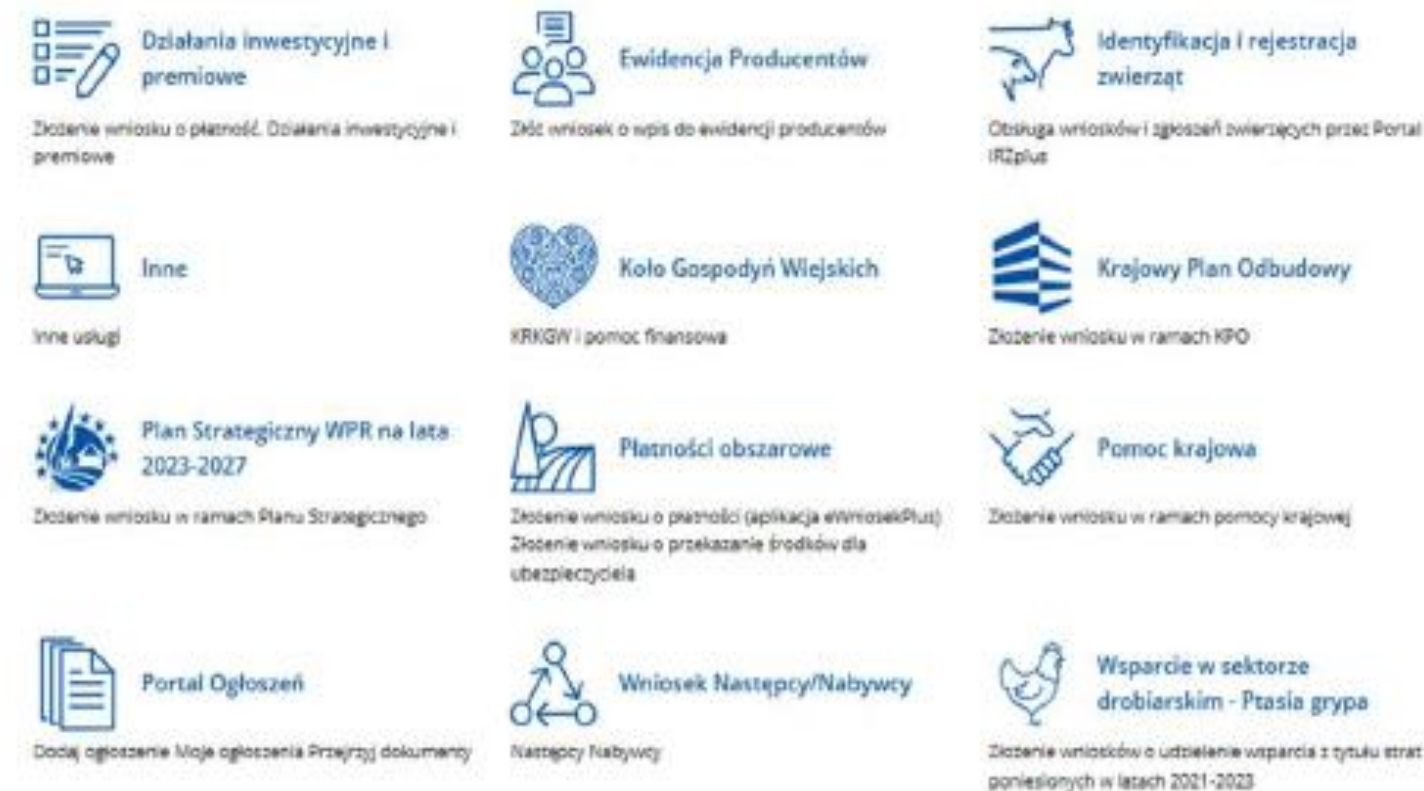 Działania inwestycyjne i
premiowe
Złożenie wniosku o płatność. Działania inwestycyjne i
premiowe
Ewidencja Producentów
Złóż wniosek o wpis do ewidencji producentów
Identyfikacja i rejestracja
zwierząt
Obsługa wniosków i zgłoszeń zwierzęcych przez Portal
IRZplus
Inne
Inne usługi
Koło Gospodyń Wiejskich
KRKGW i pomoc finansowa
Krajowy Plan Odbudowy
Złożenie wniosku w ramach KPO
Plan Strategiczny WPR na lata
2023-2027
Złożenie wniosku w ramach Planu Strategicznego
Płatności obszarowe
Złożenie wniosku o płatności (aplikacja eWniosekPlus)
Złożenie wniosku o przekazanie środków dla
ubezpieczyciela
Pomoc krajowa
Złożenie wniosku w ramach pomocy krajowej
Portal Ogłoszeń
Dodaj ogłoszenie Moje ogłoszenia Przejrzyj dokumenty
Wniosek Następcy/Nabywcy
Następcy Nabywcy
Wsparcie w sektorze
drobiarskim - Ptasia grypa
Złożenie wniosków o udzielenie wsparcia z tytułu strat
poniesionych w latach 2021-2023